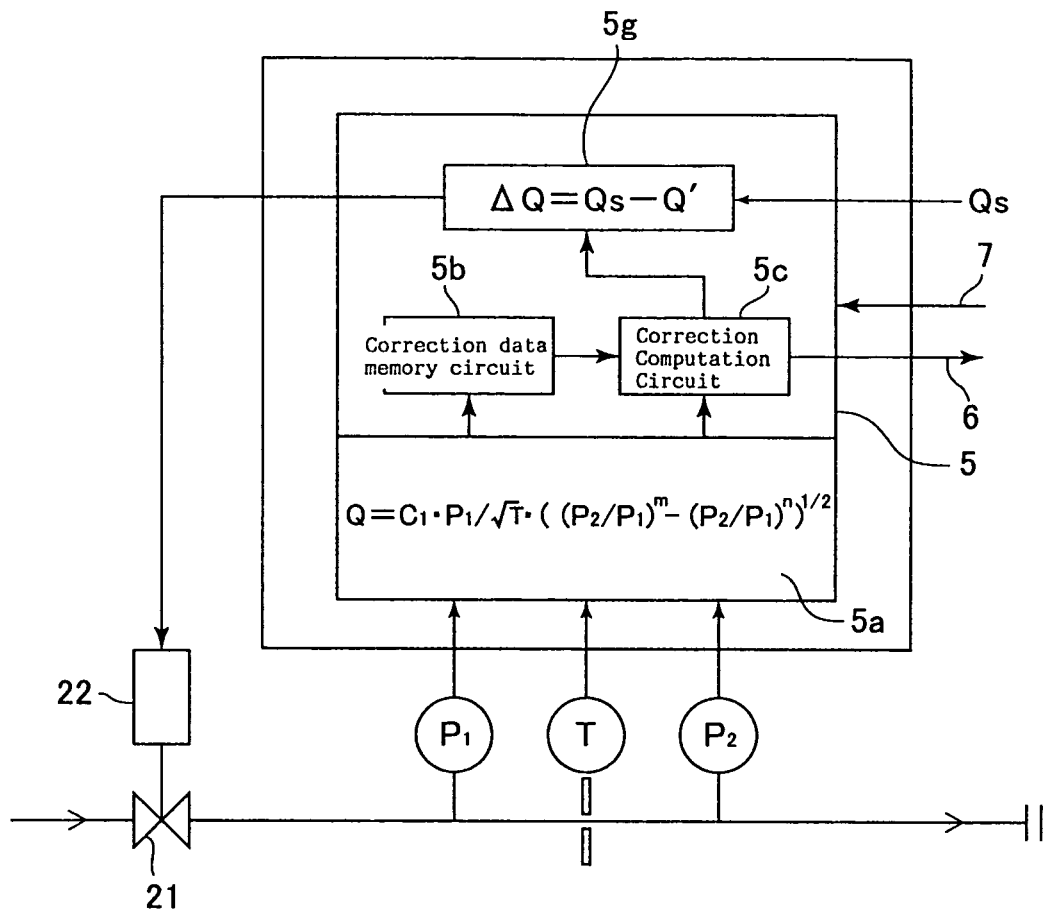 5g
ΔQ=Qs−Q′
Qs
7
5b
5c
Correction data
memory circuit
Correction
Computation
Circuit
6
5
Q=C₁·P₁/√T·((P₂/P₁)ᵐ−(P₂/P₁)ⁿ)^1/2
5a
22
P₁
T
P₂
21